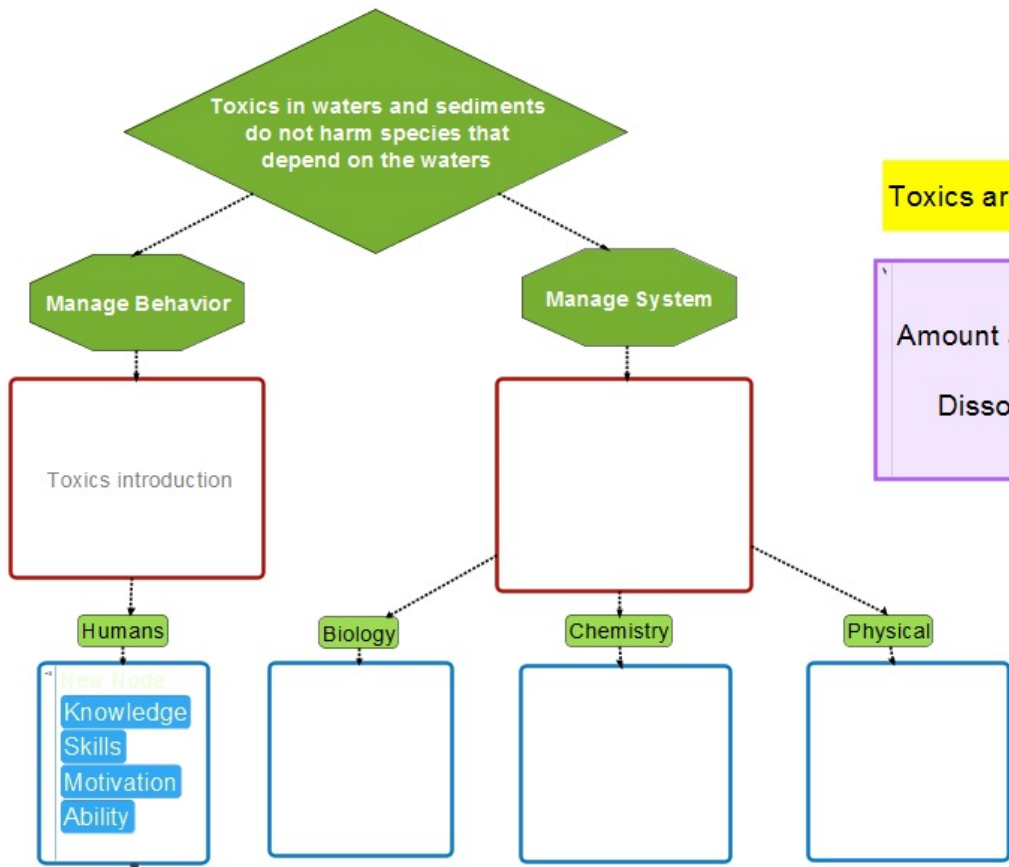 Toxics in waters and sediments
do not harm species that
depend on the waters
Toxics ar
Manage Behavior
Manage System
Amount
Disso
Toxics introduction
Humans
Biology
Chemistry
Physical
New Node
Knowledge
Skills
Motivation
Ability